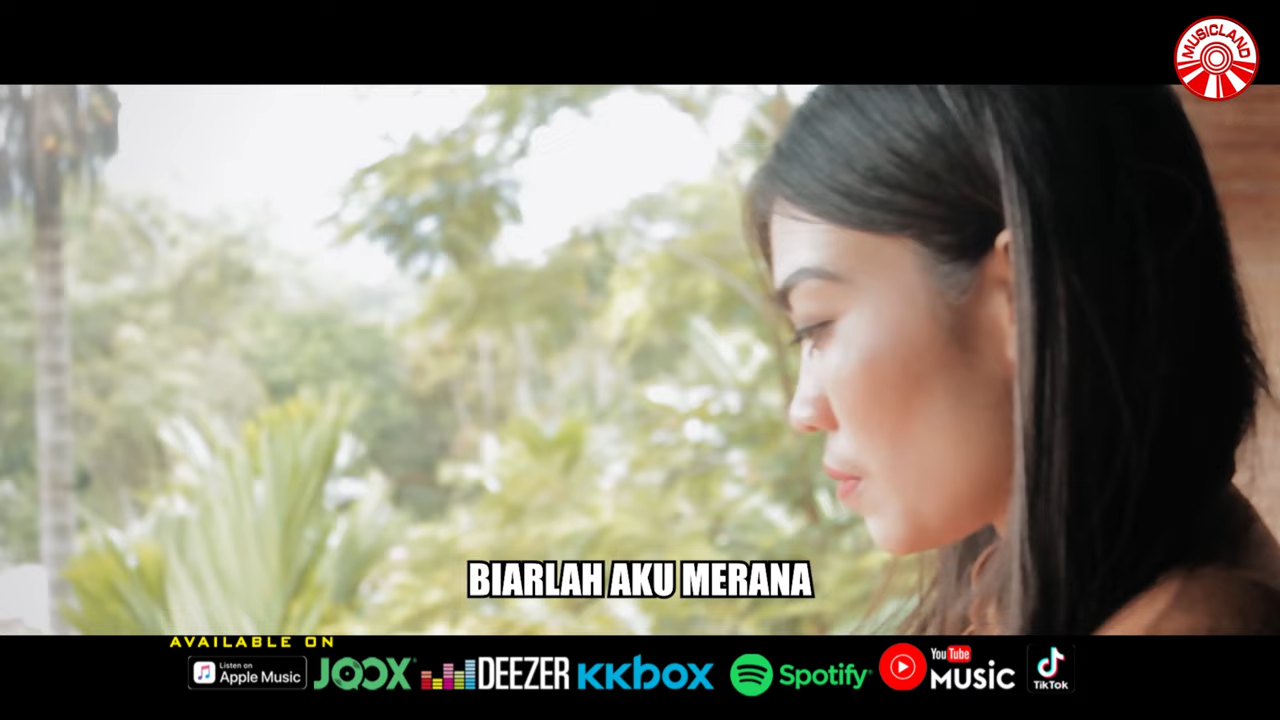 MUSICLAND
BIARLAH AKU MERANA
AVAILABLE ON
Listen on
Apple Music
JOOX
DEEZER
KKBOX
Spotify
YouTube
MUSIC
TikTok